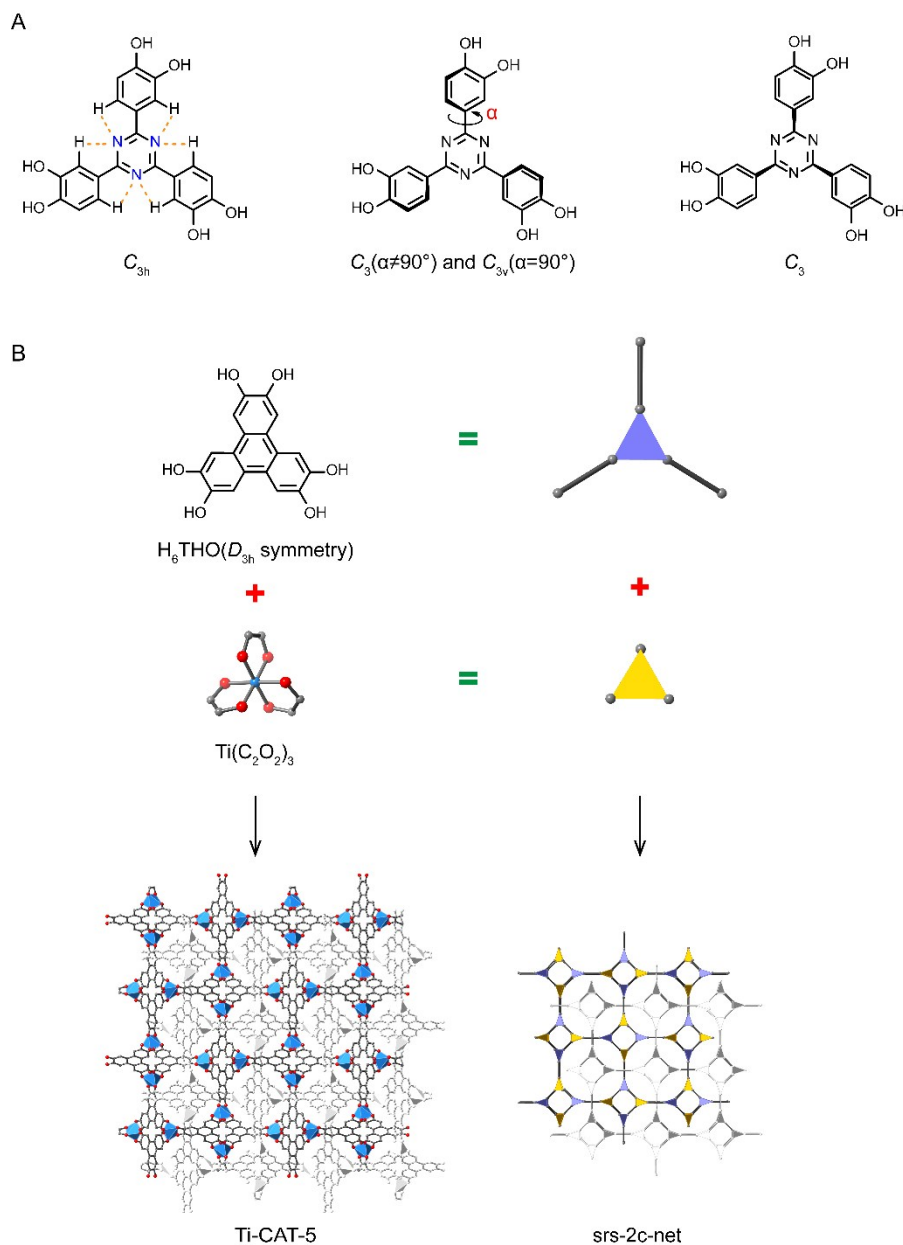 A
OH
OH
H
H
H
N
N
H
N
HO
HO
H
H
OH
OH
C3h
OH
OH
α
N
N
N
HO
HO
OH
OH
C3(α≠90°) and C3v(α=90°)
OH
OH
N
N
N
HO
HO
OH
OH
C3
B
HO
OH
HO
OH
HO
OH
=
H6THO(D3h symmetry)
+
+
=
Ti(C2O2)3
Ti-CAT-5
srs-2c-net